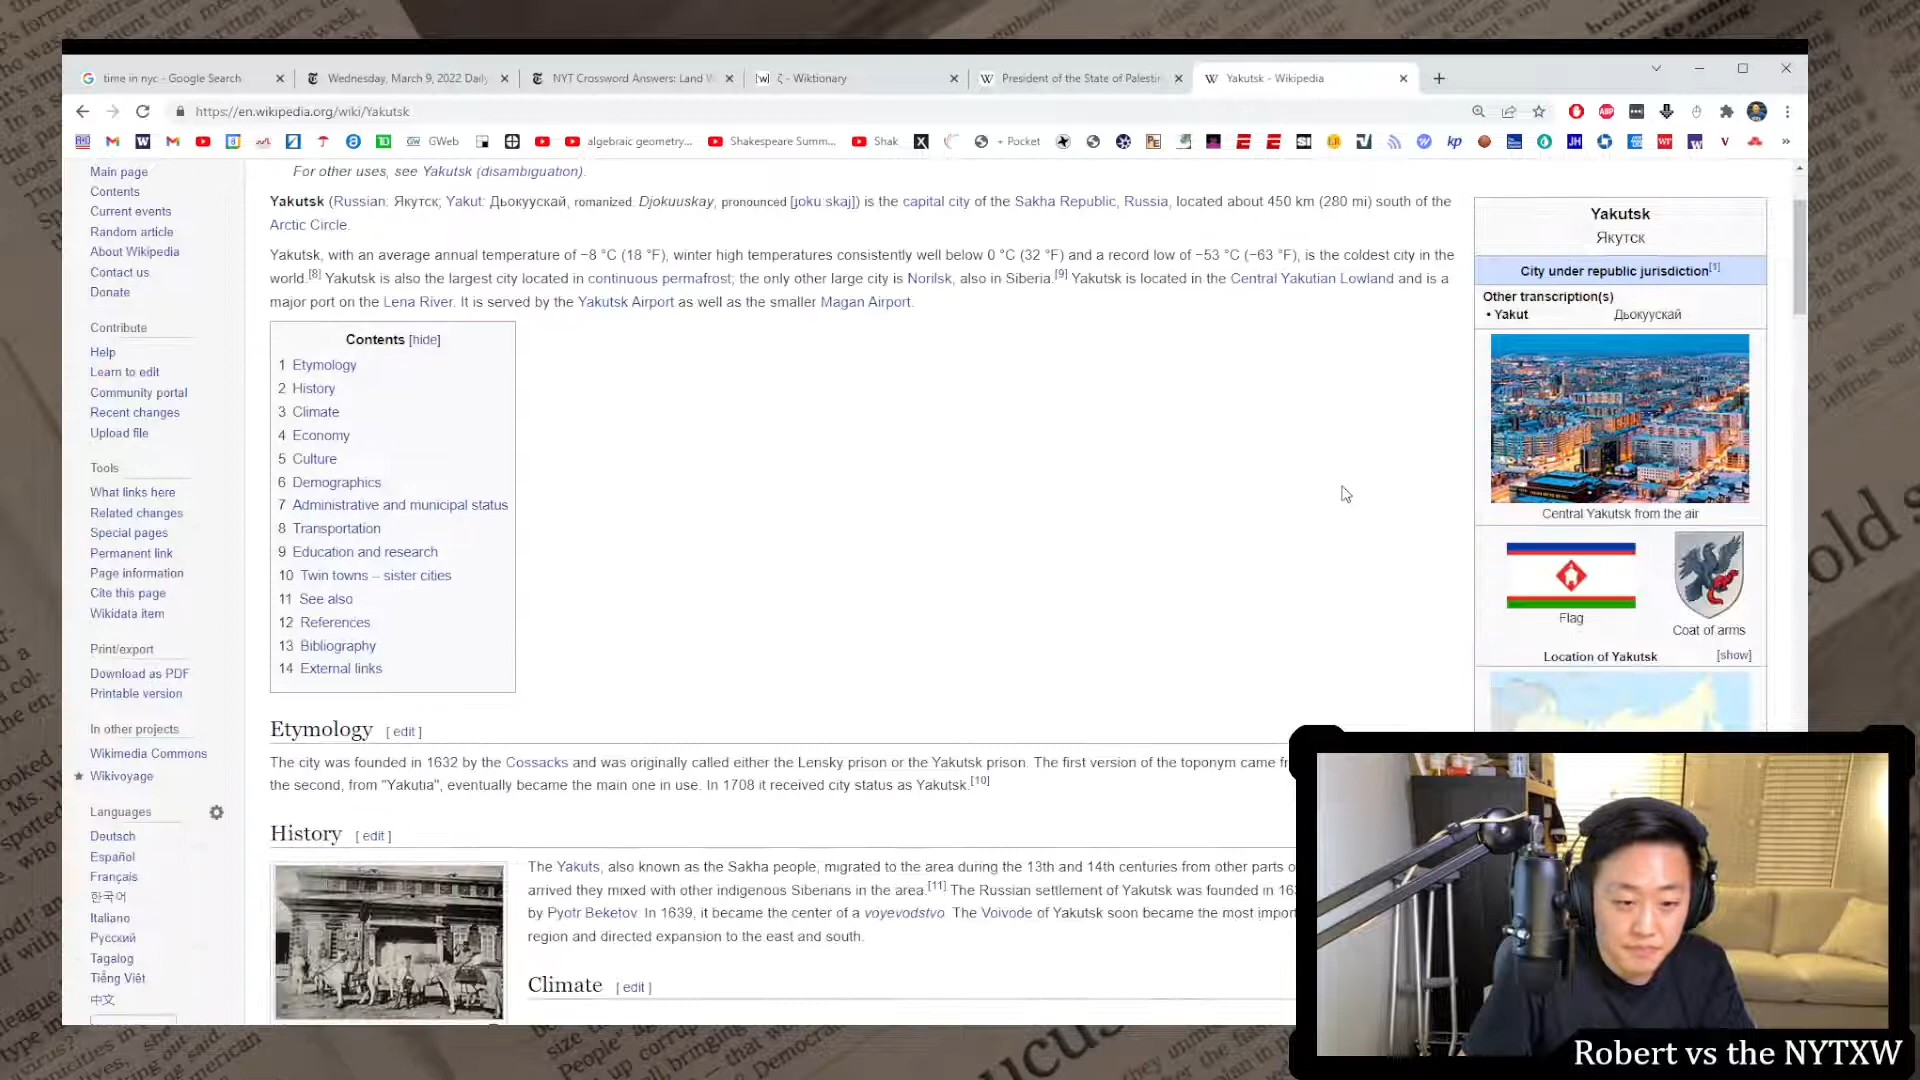 time in nyc - Google Search
Wednesday, March 9, 2022 Daily
NYT Crossword Answers: Land W
ζ - Wiktionary
President of the State of Palestin
Yakutsk - Wikipedia
https://en.wikipedia.org/wiki/Yakutsk
GWeb
algebraic geometry...
Shakespeare Summ...
Shak
+ Pocket
Main page
Contents
Current events
Random article
About Wikipedia
Contact us
Donate
Contribute
Help
Learn to edit
Community portal
Recent changes
Upload file
Tools
What links here
Related changes
Special pages
Permanent link
Page information
Cite this page
Wikidata item
Print/export
Download as PDF
Printable version
In other projects
Wikimedia Commons
Wikivoyage
Languages
Deutsch
Español
Français
한국어
Italiano
Русский
Tagalog
Tiếng Việt
中文
For other uses, see Yakutsk (disambiguation).
Yakutsk (Russian: Якутск; Yakut: Дьокуускай, romanized: Djokuuskay, pronounced [ɟokuːskaj]) is the capital city of the Sakha Republic, Russia, located about 450 km (280 mi) south of the
Arctic Circle.
Yakutsk, with an average annual temperature of −8 °C (18 °F), winter high temperatures consistently well below 0 °C (32 °F) and a record low of −53 °C (−63 °F), is the coldest city in the
world.[8] Yakutsk is also the largest city located in continuous permafrost; the only other large city is Norilsk, also in Siberia.[9] Yakutsk is located in the Central Yakutian Lowland and is a
major port on the Lena River. It is served by the Yakutsk Airport as well as the smaller Magan Airport.
Contents [hide]
1 Etymology
2 History
3 Climate
4 Economy
5 Culture
6 Demographics
7 Administrative and municipal status
8 Transportation
9 Education and research
10 Twin towns – sister cities
11 See also
12 References
13 Bibliography
14 External links
Etymology [ edit ]
The city was founded in 1632 by the Cossacks and was originally called either the Lensky prison or the Yakutsk prison. The first version of the toponym came fr
the second, from "Yakutia", eventually became the main one in use. In 1708 it received city status as Yakutsk.[10]
History [ edit ]
The Yakuts, also known as the Sakha people, migrated to the area during the 13th and 14th centuries from other parts o
arrived they mixed with other indigenous Siberians in the area.[11] The Russian settlement of Yakutsk was founded in 163
by Pyotr Beketov. In 1639, it became the center of a voyevodstvo. The Voivode of Yakutsk soon became the most import
region and directed expansion to the east and south.
Climate [ edit ]
Yakutsk
Якутск
City under republic jurisdiction[1]
Other transcription(s)
• Yakut Дьокуускай
Central Yakutsk from the air
Flag
Coat of arms
Location of Yakutsk [show]
Robert vs the NYTXW